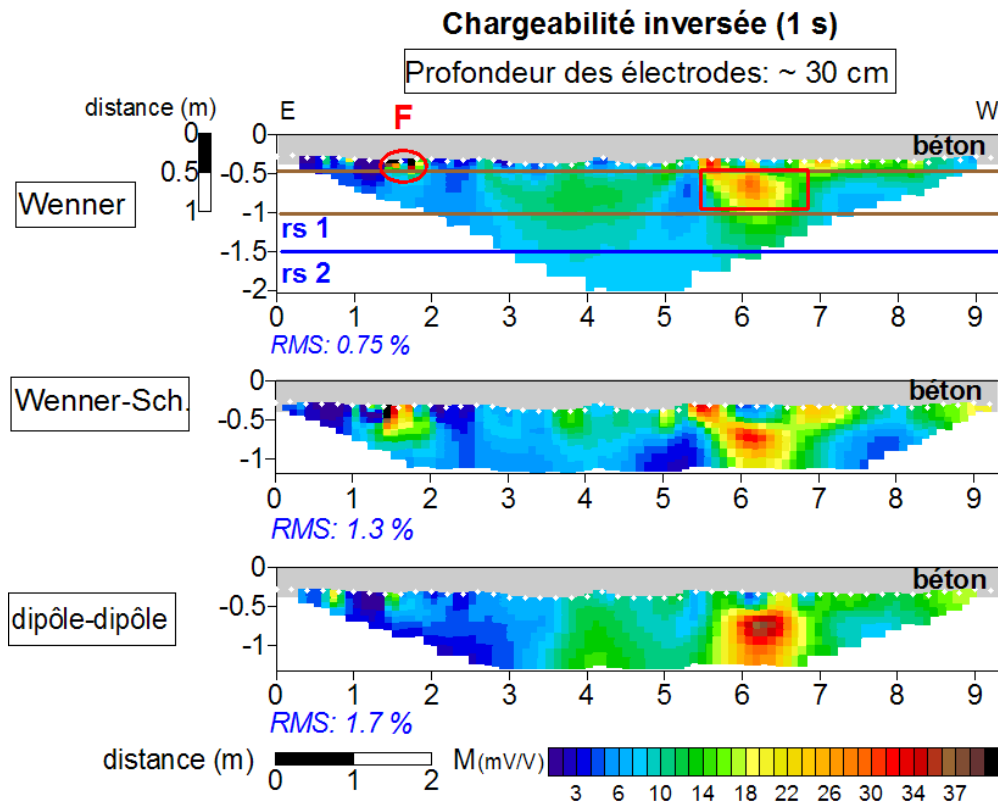 Chargeabilité inversée (1 s)
Profondeur des électrodes: ~ 30 cm
distance (m)
0
0.5
1
E
F
W
Wenner
béton
0
-0.5
-1
-1.5
-2
rs 1
rs 2
0 1 2 3 4 5 6 7 8 9
RMS: 0.75 %
Wenner-Sch.
béton
0
-0.5
-1
0 1 2 3 4 5 6 7 8 9
RMS: 1.3 %
dipôle-dipôle
béton
0
-0.5
-1
0 1 2 3 4 5 6 7 8 9
RMS: 1.7 %
distance (m)
0 1 2
M(mV/V)
3 6 10 14 18 22 26 30 34 37